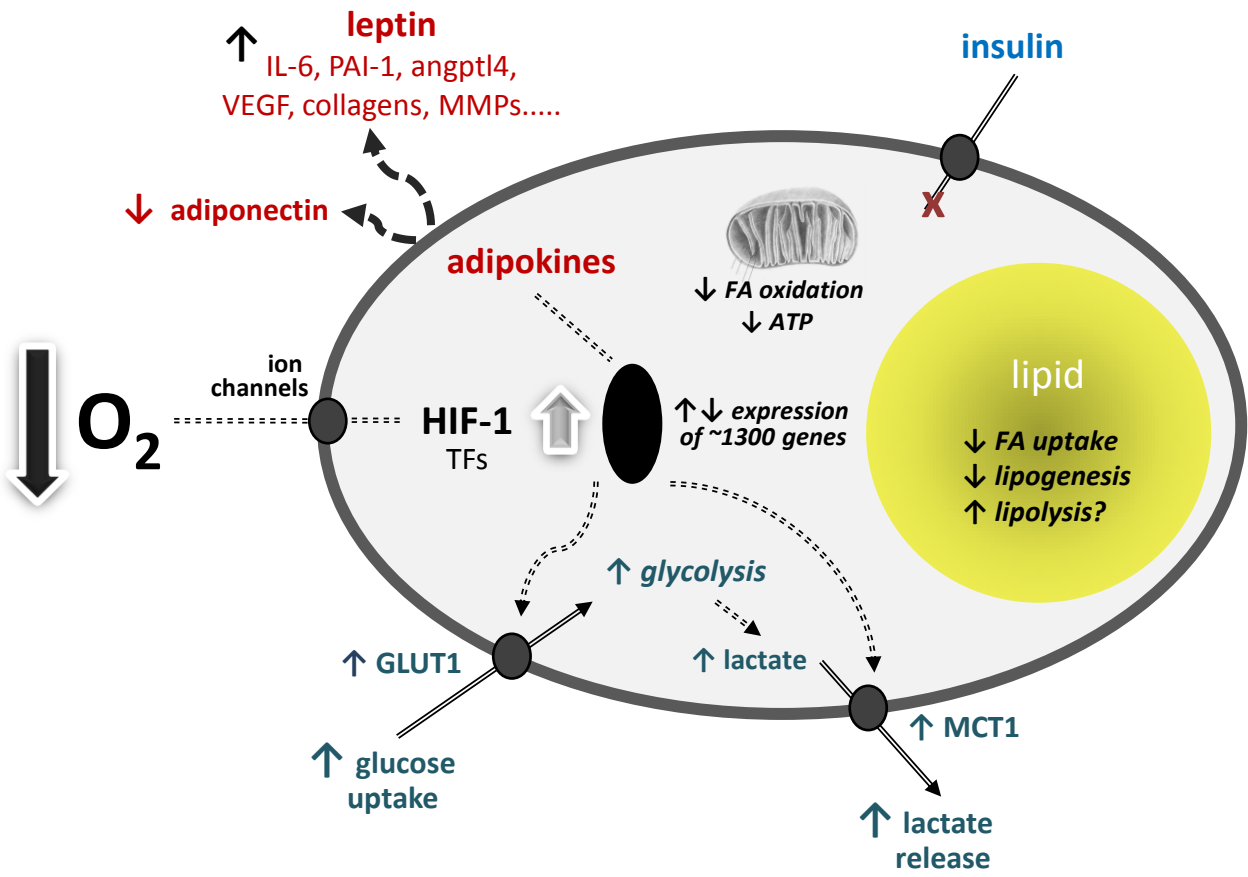 ↑ leptin
IL-6, PAI-1, angptl4,
VEGF, collagens, MMPs.....
insulin
X
↓ adiponectin
adipokines
↓ FA oxidation
↓ ATP
ion
channels
O₂
HIF-1
TFs
↑↓ expression
of ~1300 genes
lipid
↓ FA uptake
↓ lipogenesis
↑ lipolysis?
↑ glycolysis
↑ GLUT1
↑ lactate
↑ MCT1
↑ glucose
uptake
↑ lactate
release